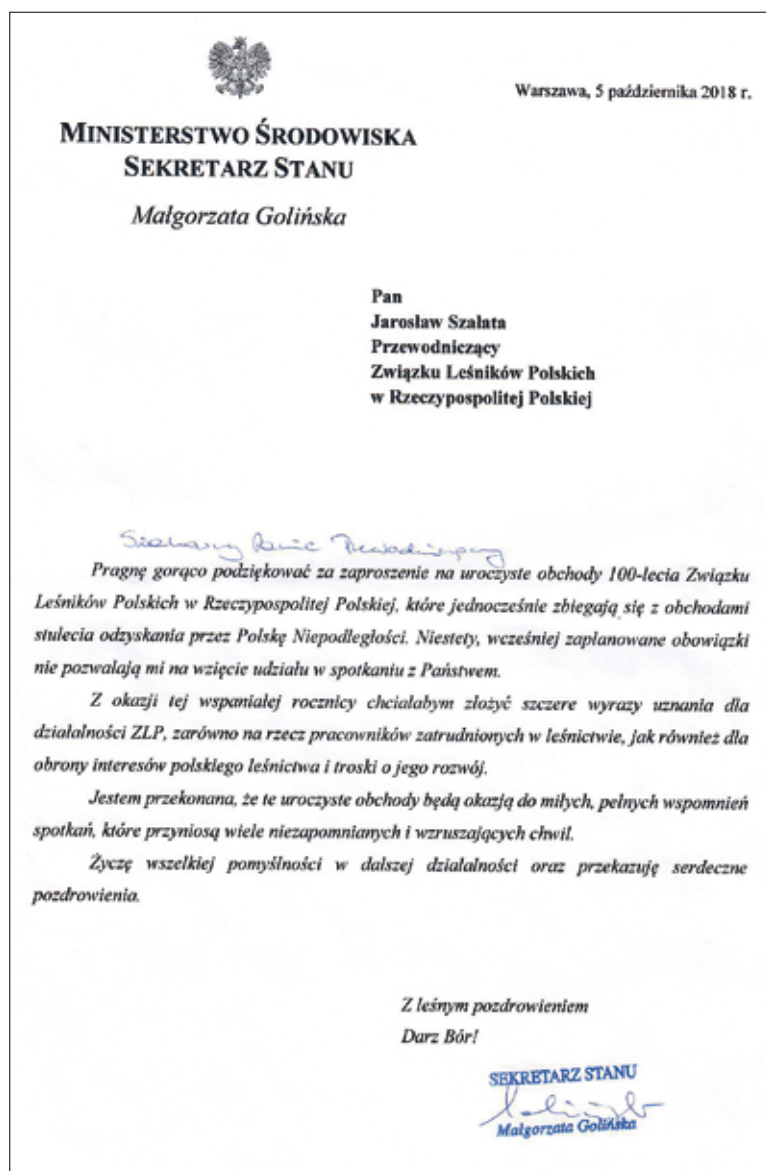 Warszawa, 5 października 2018 r.
MINISTERSTWO ŚRODOWISKA
SEKRETARZ STANU
Małgorzata Golińska
Pan
Jarosław Szałata
Przewodniczący
Związku Leśników Polskich
w Rzeczypospolitej Polskiej
Szanowny Panie Przewodniczący
Pragnę gorąco podziękować za zaproszenie na uroczyste obchody 100-lecia Związku
Leśników Polskich w Rzeczypospolitej Polskiej, które jednocześnie zbiegają się z obchodami
stulecia odzyskania przez Polskę Niepodległości. Niestety, wcześniej zaplanowane obowiązki
nie pozwalają mi na wzięcie udziału w spotkaniu z Państwem.
Z okazji tej wspaniałej rocznicy chciałabym złożyć szczere wyrazy uznania dla
działalności ZLP, zarówno na rzecz pracowników zatrudnionych w leśnictwie, jak również dla
obrony interesów polskiego leśnictwa i troski o jego rozwój.
Jestem przekonana, że te uroczyste obchody będą okazją do miłych, pełnych wspomnień
spotkań, które przyniosą wiele niezapomnianych i wzruszających chwil.
Życzę wszelkiej pomyślności w dalszej działalności oraz przekazuję serdeczne
pozdrowienia.
Z leśnym pozdrowieniem
Darz Bór!
SEKRETARZ STANU
Małgorzata Golińska